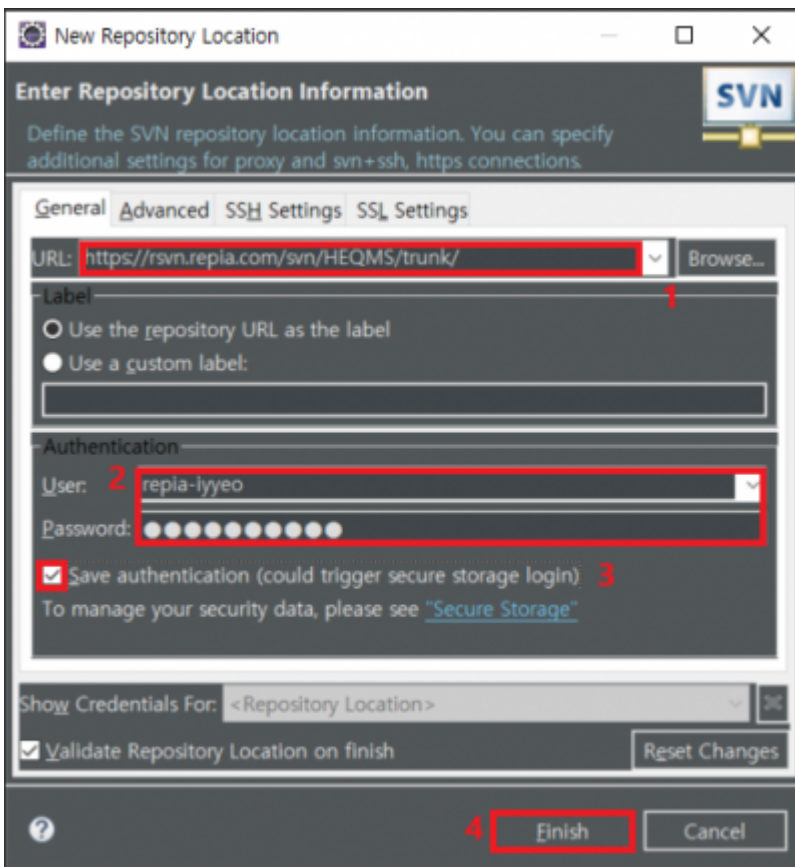 New Repository Location
Enter Repository Location Information
SVN
Define the SVN repository location information. You can specify
additional settings for proxy and svn+ssh, https connections.
General Advanced SSH Settings SSL Settings
URL: https://rsvn.repia.com/svn/HEQMS/trunk/ Browse...
1
Label
Use the repository URL as the label
Use a custom label:
Authentication
User: 2 repia-iyyeo
Password: ●●●●●●●●●●
Save authentication (could trigger secure storage login) 3
To manage your security data, please see "Secure Storage"
Show Credentials For: <Repository Location>
Validate Repository Location on finish Reset Changes
? 4 Finish Cancel